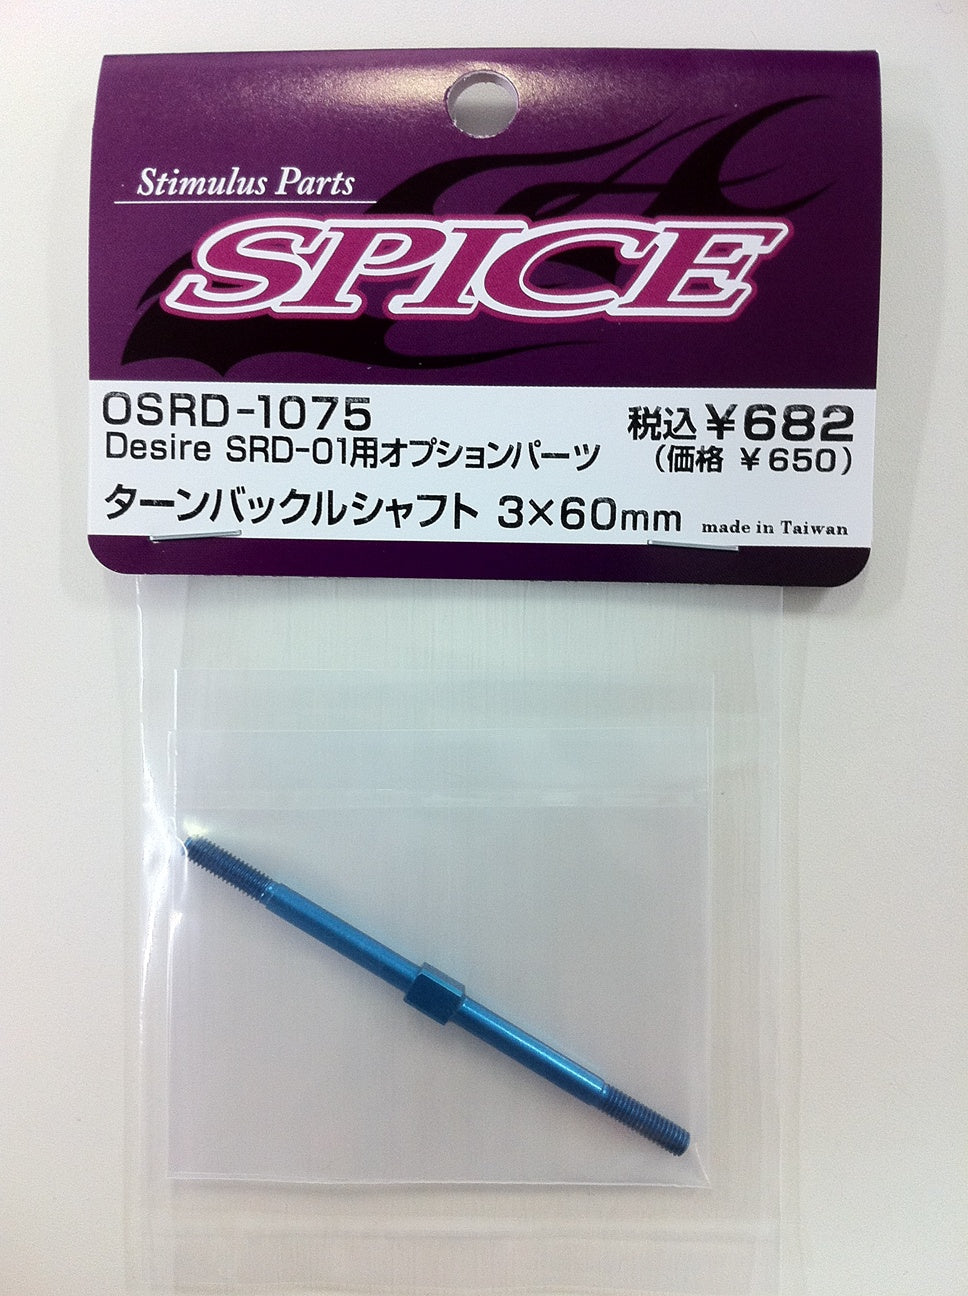 Stimulus Parts
SPICE
OSRD-1075
税込¥682
Desire SRD-01用オプションパーツ
(価格 ¥650)
ターンバックルシャフト 3×60mm
made in Taiwan